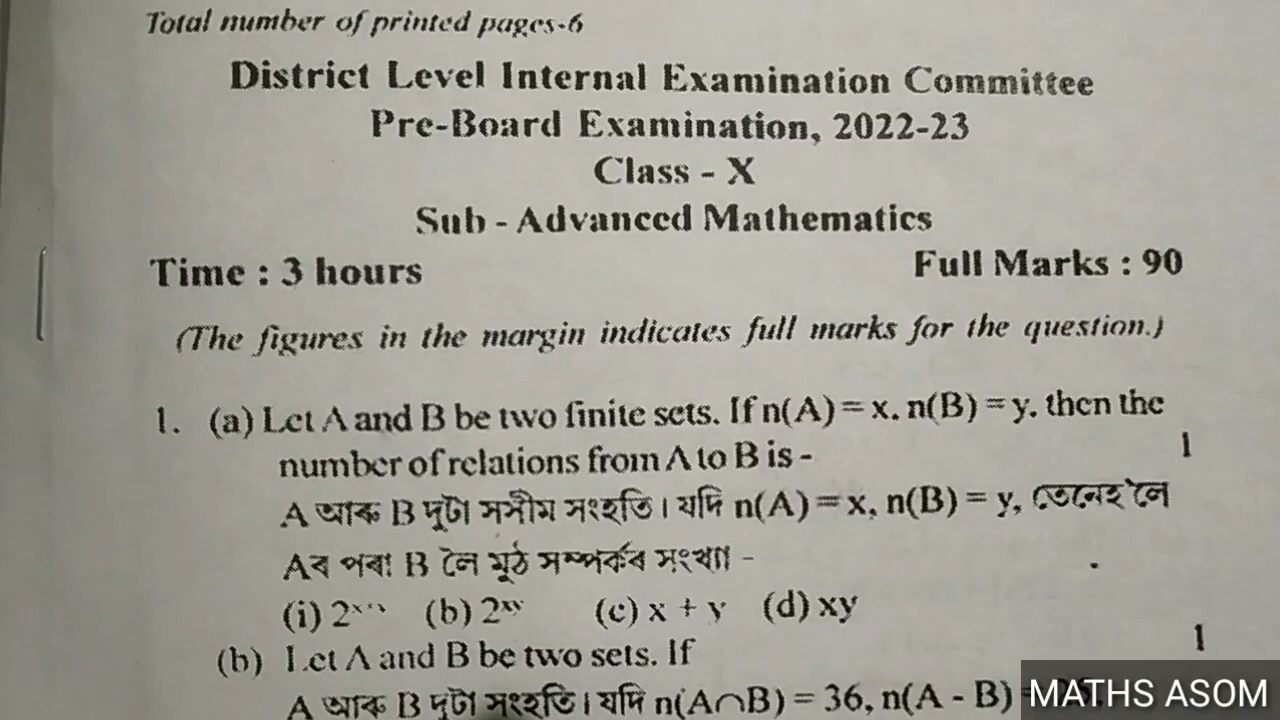 Total number of printed pages-6
District Level Internal Examination Committee
Pre-Board Examination, 2022-23
Class - X
Sub - Advanced Mathematics
Time : 3 hours Full Marks : 90
(The figures in the margin indicates full marks for the question.)
1. (a) Let A and B be two finite sets. If n(A) = x. n(B) = y. then the
number of relations from A to B is - 1
A আৰু B দুটা সসীম সংহতি। যদি n(A) = x, n(B) = y, তেনেহ'লে
Aৰ পৰা B লৈ মুঠ সম্পৰ্কৰ সংখ্যা -
(i) 2 (b) 2ˣʸ (c) x + y (d) xy
(b) Let A and B be two sets. If 1
A আৰু B দুটা সংহতি। যদি n(A∩B) = 36, n(A - B) =
MATHS ASOM